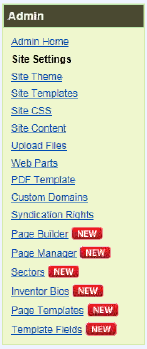 Admin
Admin Home
Site Settings
Site Theme
Site Templates
Site CSS
Site Content
Upload Files
Web Parts
PDF Template
Custom Domains
Syndication Rights
Page Builder NEW
Page Manager NEW
Sectors NEW
Inventor Bios NEW
Page Templates NEW
Template Fields NEW